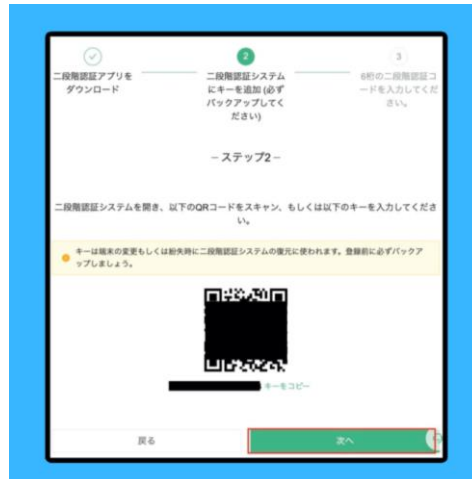 2
3
二段階認証アプリを
ダウンロード
二段階認証システム
にキーを追加 (必ず
バックアップしてく
ださい)
6桁の二段階認証コ
ードを入力してくだ
さい。
– ステップ2 –
二段階認証システムを開き、以下のQRコードをスキャン、もしくは以下のキーを入力してくださ
い。
キーは端末の変更もしくは紛失時に二段階認証システムの復元に使われます。登録前に必ずバックア
ップしましょう。
キーをコピー
戻る
次へ